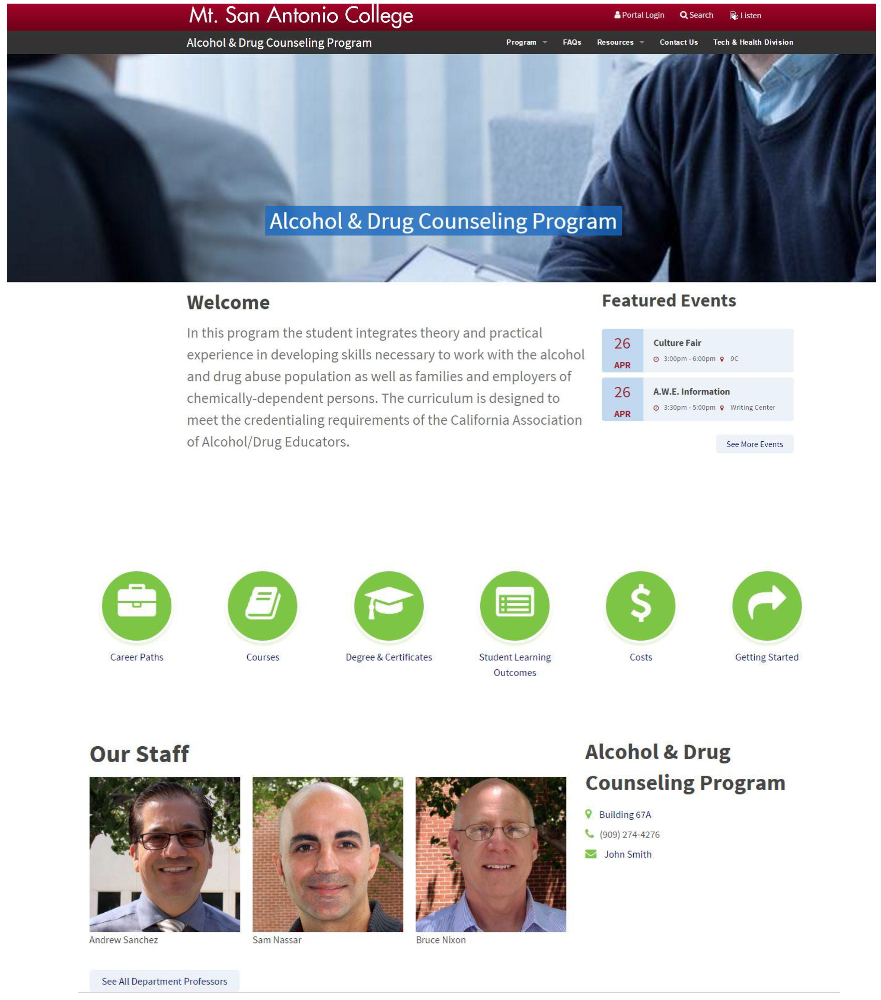 Mt. San Antonio College
Portal Login
Search
Listen
Alcohol & Drug Counseling Program
Program
FAQs
Resources
Contact Us
Tech & Health Division
Alcohol & Drug Counseling Program
Welcome
In this program the student integrates theory and practical
experience in developing skills necessary to work with the alcohol
and drug abuse population as well as families and employers of
chemically-dependent persons. The curriculum is designed to
meet the credentialing requirements of the California Association
of Alcohol/Drug Educators.
Featured Events
26
APR
Culture Fair
3:00pm - 6:00pm 9C
26
APR
A.W.E. Information
3:30pm - 5:00pm Writing Center
See More Events
Career Paths
Courses
Degree & Certificates
Student Learning
Outcomes
$
Costs
Getting Started
Our Staff
Andrew Sanchez
Sam Nassar
Bruce Nixon
See All Department Professors
Alcohol & Drug
Counseling Program
Building 67A
(909) 274-4276
John Smith